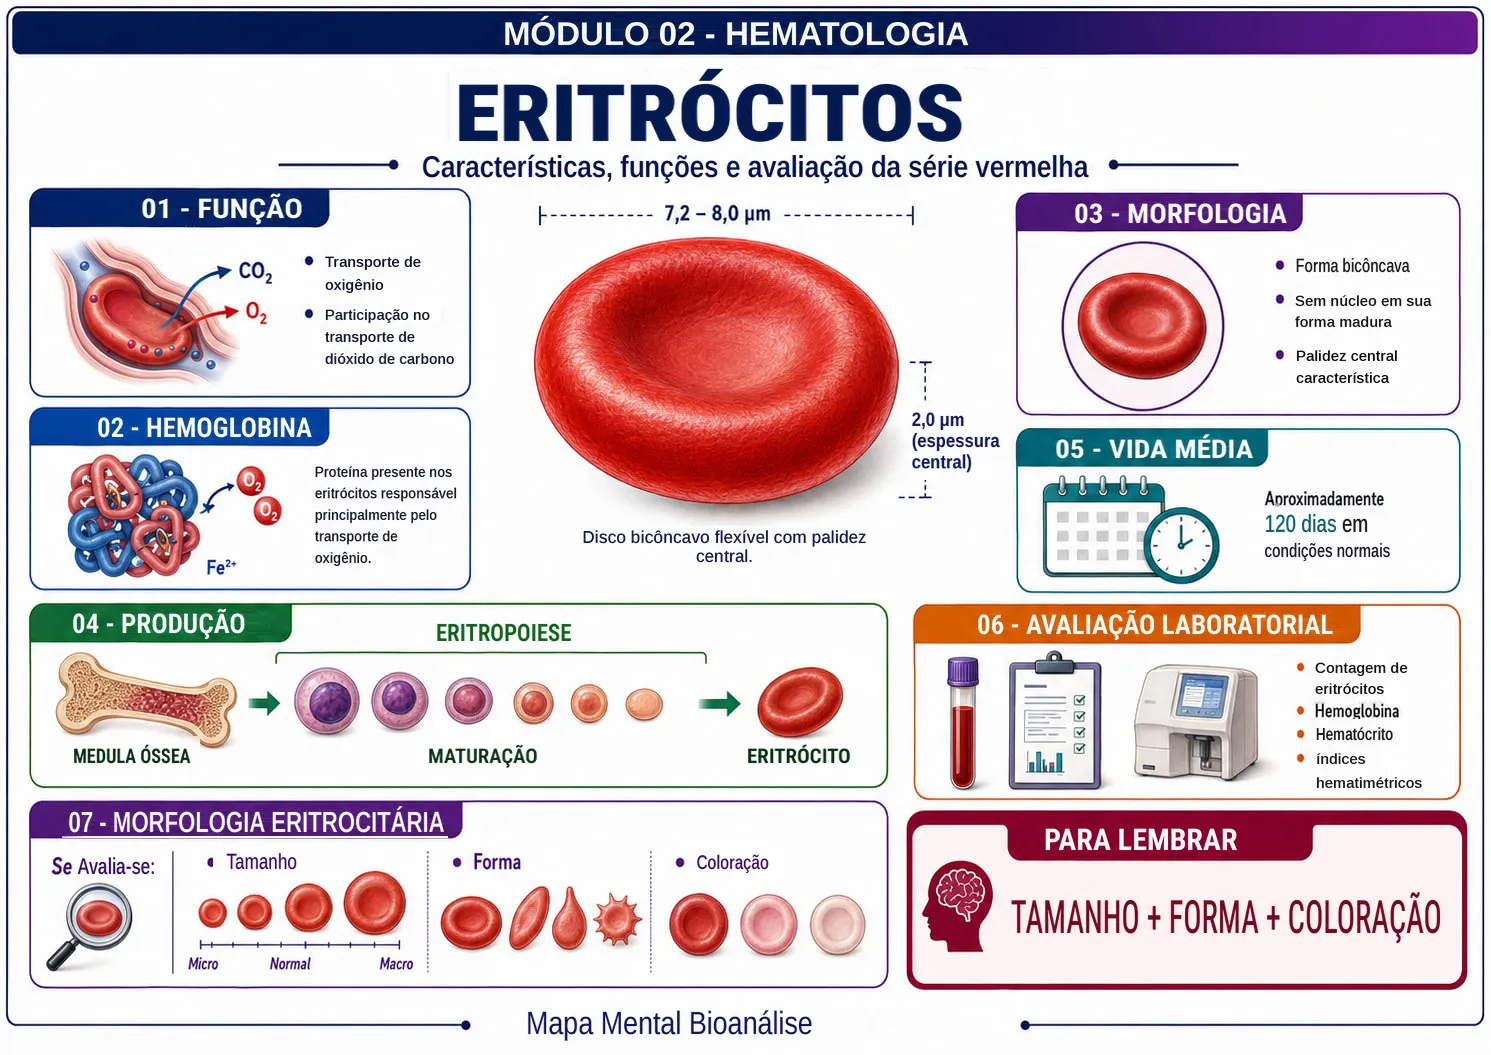 MÓDULO 02 - HEMATOLOGIA
ERITRÓCITOS
Características, funções e avaliação da série vermelha
01 - FUNÇÃO
CO₂
O₂
• Transporte de
oxigênio
• Participação no
transporte de
dióxido de carbono
7,2 – 8,0 µm
2,0 µm
(espessura
central)
Disco bicôncavo flexível com palidez
central.
03 - MORFOLOGIA
• Forma bicôncava
• Sem núcleo em sua
forma madura
• Palidez central
característica
02 - HEMOGLOBINA
O₂
O₂
Fe²⁺
Proteína presente nos
eritrócitos responsável
principalmente pelo
transporte de
oxigênio.
05 - VIDA MÉDIA
Aproximadamente
120 dias em
condições normais
04 - PRODUÇÃO
ERITROPOIESE
MEDULA ÓSSEA
MATURAÇÃO
ERITRÓCITO
06 - AVALIAÇÃO LABORATORIAL
• Contagem de
eritrócitos
• Hemoglobina
• Hematócrito
• índices
hematimétricos
07 - MORFOLOGIA ERITROCITÁRIA
Se Avalia-se:
• Tamanho
Micro
Normal
Macro
• Forma
• Coloração
PARA LEMBRAR
TAMANHO + FORMA + COLORAÇÃO
Mapa Mental Bioanálise